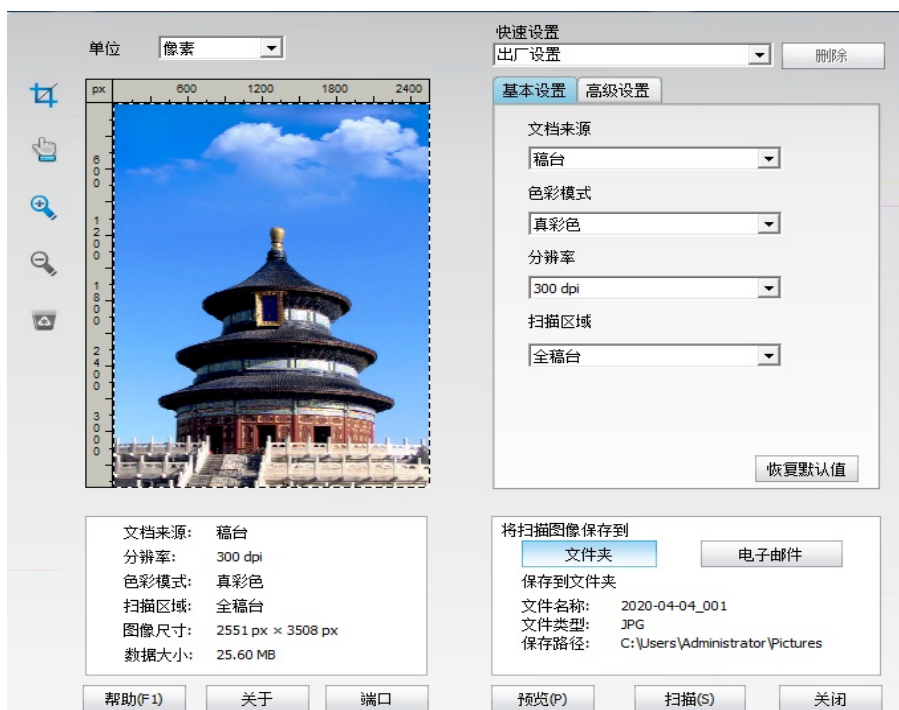 单位 像素
px 600 1200 1800 2400
600
1200
1800
2400
3000
快速设置
出厂设置 删除
基本设置 高级设置
文档来源
稿台
色彩模式
真彩色
分辨率
300 dpi
扫描区域
全稿台
恢复默认值
文档来源: 稿台
分辨率: 300 dpi
色彩模式: 真彩色
扫描区域: 全稿台
图像尺寸: 2551 px × 3508 px
数据大小: 25.60 MB
将扫描图像保存到
文件夹 电子邮件
保存到文件夹
文件名称: 2020-04-04_001
文件类型: JPG
保存路径: C:\Users\Administrator\Pictures
帮助(F1) 关于 端口 预览(P) 扫描(S) 关闭